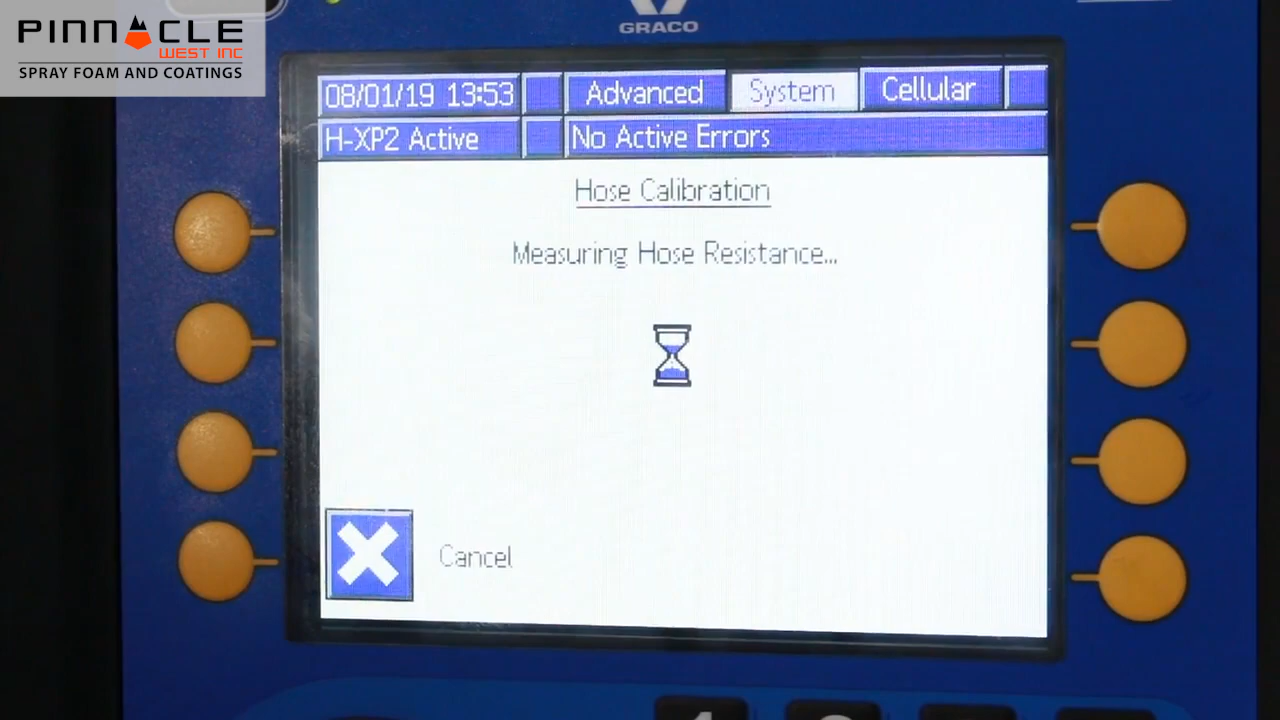 PINNACLE
WEST INC
SPRAY FOAM AND COATINGS
GRACO
08/01/19 13:53
Advanced
System
Cellular
H-XP2 Active
No Active Errors
Hose Calibration
Measuring Hose Resistance...
Cancel